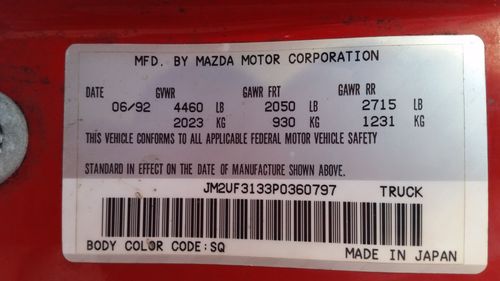 MFD. BY MAZDA MOTOR CORPORATION
DATE GVWR GAWR FRT GAWR RR
06/92 4460 LB 2050 LB 2715 LB
2023 KG 930 KG 1231 KG
THIS VEHICLE CONFORMS TO ALL APPLICABLE FEDERAL MOTOR VEHICLE SAFETY
STANDARD IN EFFECT ON THE DATE OF MANUFACTURE SHOWN ABOVE.
JM2UF3133P0360797 TRUCK
BODY COLOR CODE:SQ MADE IN JAPAN